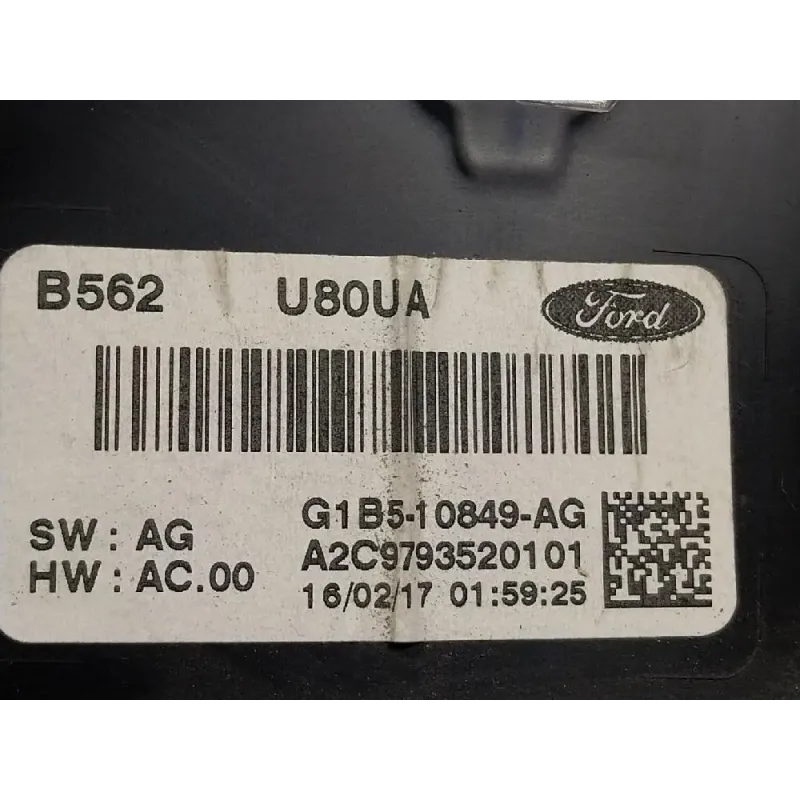 B562 U80UA Ford
G1B5-10849-AG
SW : AG
A2C9793520101
HW : AC.00
16/02/17 01:59:25